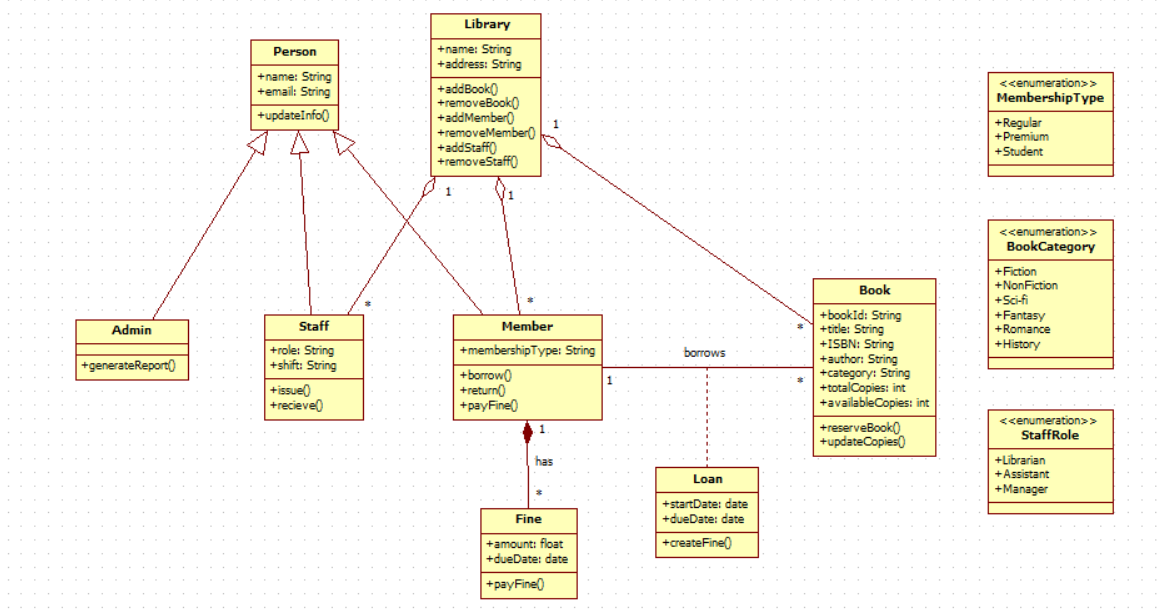 Library
+name: String
+address: String
+addBook()
+removeBook()
+addMember()
+removeMember()
+addStaff()
+removeStaff()
Person
+name: String
+email: String
+updateInfo()
<<enumeration>>
MembershipType
+Regular
+Premium
+Student
1
1
1
<<enumeration>>
BookCategory
+Fiction
+NonFiction
+Sci-fi
+Fantasy
+Romance
+History
Admin
+generateReport()
*
Staff
+role: String
+shift: String
+issue()
+recieve()
*
Member
+membershipType: String
+borrow()
+return()
+payFine()
*
Book
+bookId: String
+title: String
+ISBN: String
+author: String
+category: String
+totalCopies: int
+availableCopies: int
+reserveBook()
+updateCopies()
borrows
1
*
<<enumeration>>
StaffRole
+Librarian
+Assistant
+Manager
1
has
*
Loan
+startDate: date
+dueDate: date
+createFine()
Fine
+amount: float
+dueDate: date
+payFine()